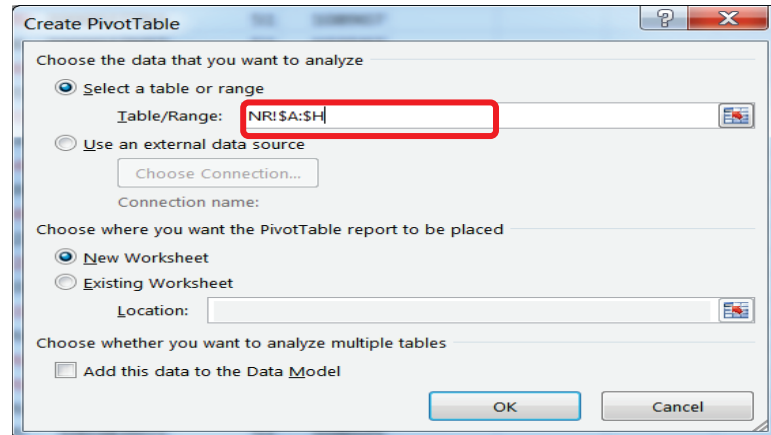 Create PivotTable
Choose the data that you want to analyze
Select a table or range
Table/Range: NR!$A:$H
Use an external data source
Choose Connection...
Connection name:
Choose where you want the PivotTable report to be placed
New Worksheet
Existing Worksheet
Location:
Choose whether you want to analyze multiple tables
Add this data to the Data Model
OK Cancel